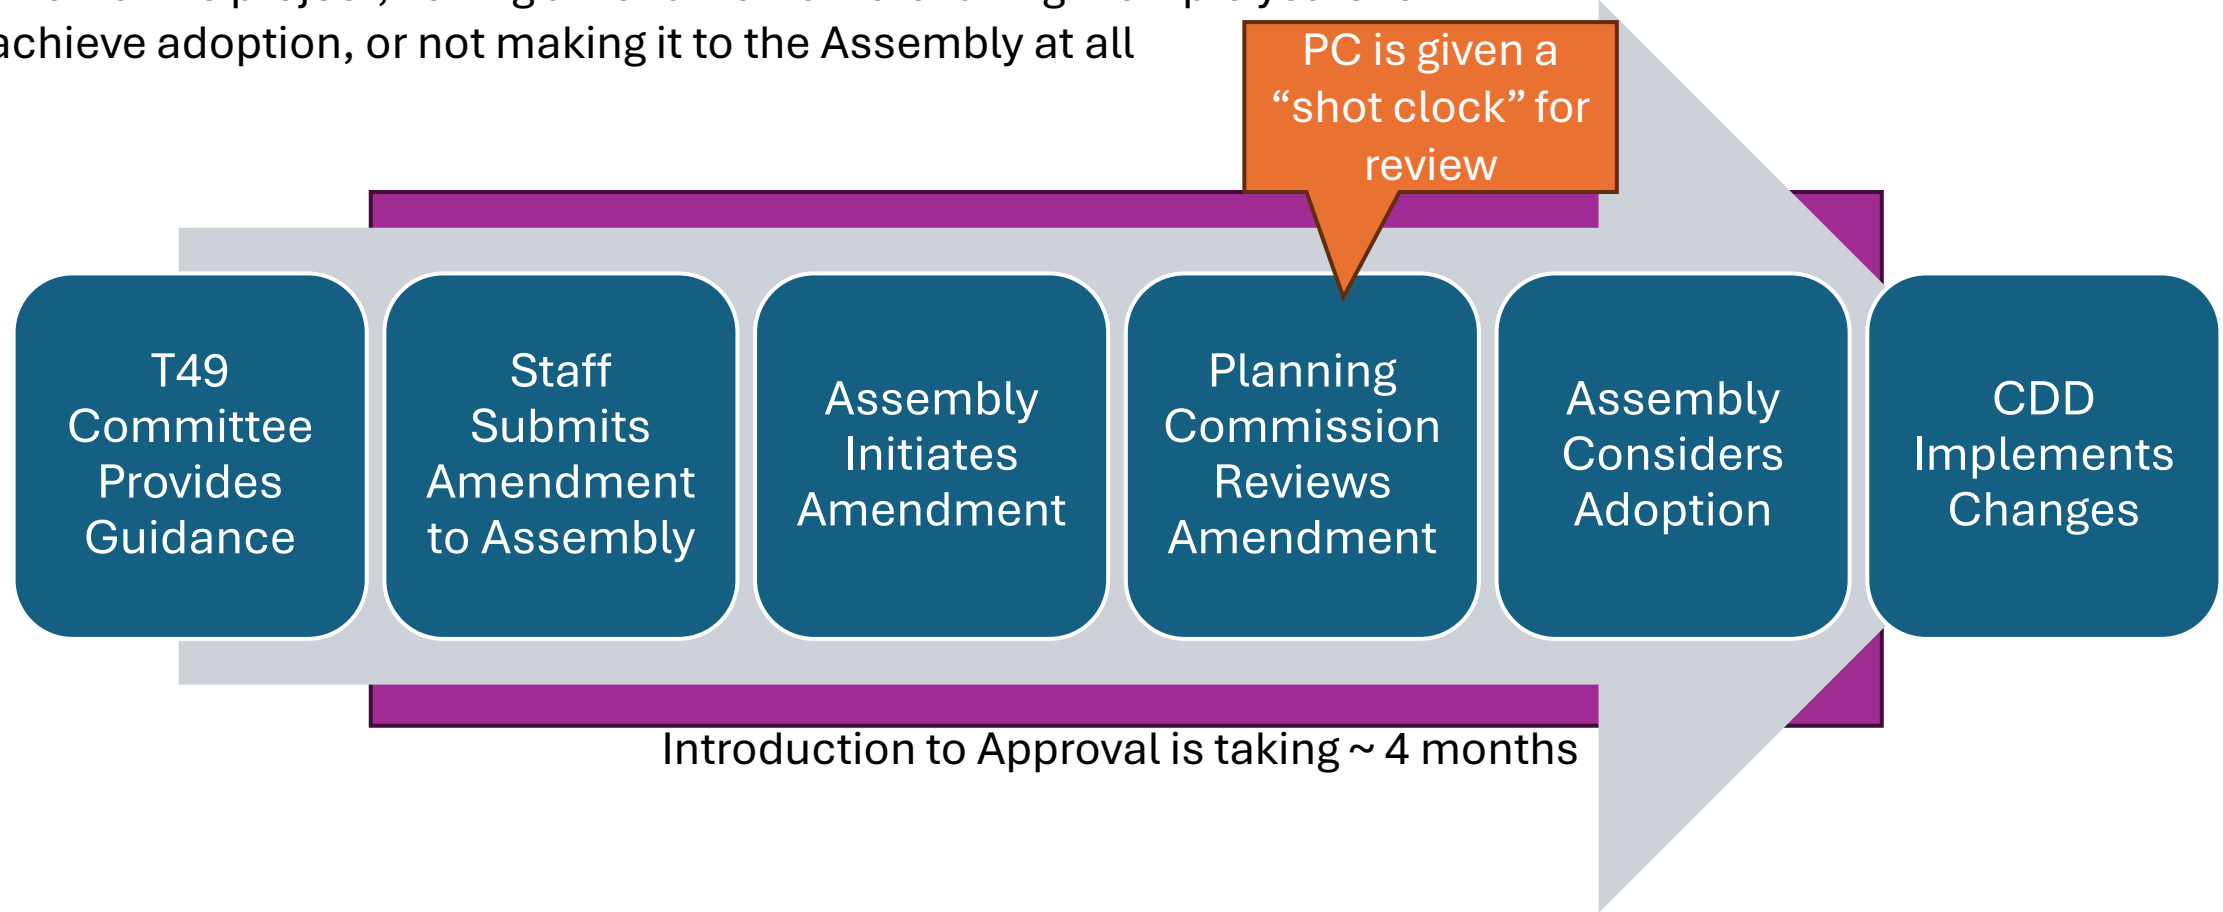 achieve adoption, or not making it to the Assembly at all
PC is given a
“shot clock” for
review
T49
Committee
Provides
Guidance
Staff
Submits
Amendment
to Assembly
Assembly
Initiates
Amendment
Planning
Commission
Reviews
Amendment
Assembly
Considers
Adoption
CDD
Implements
Changes
Introduction to Approval is taking ~ 4 months